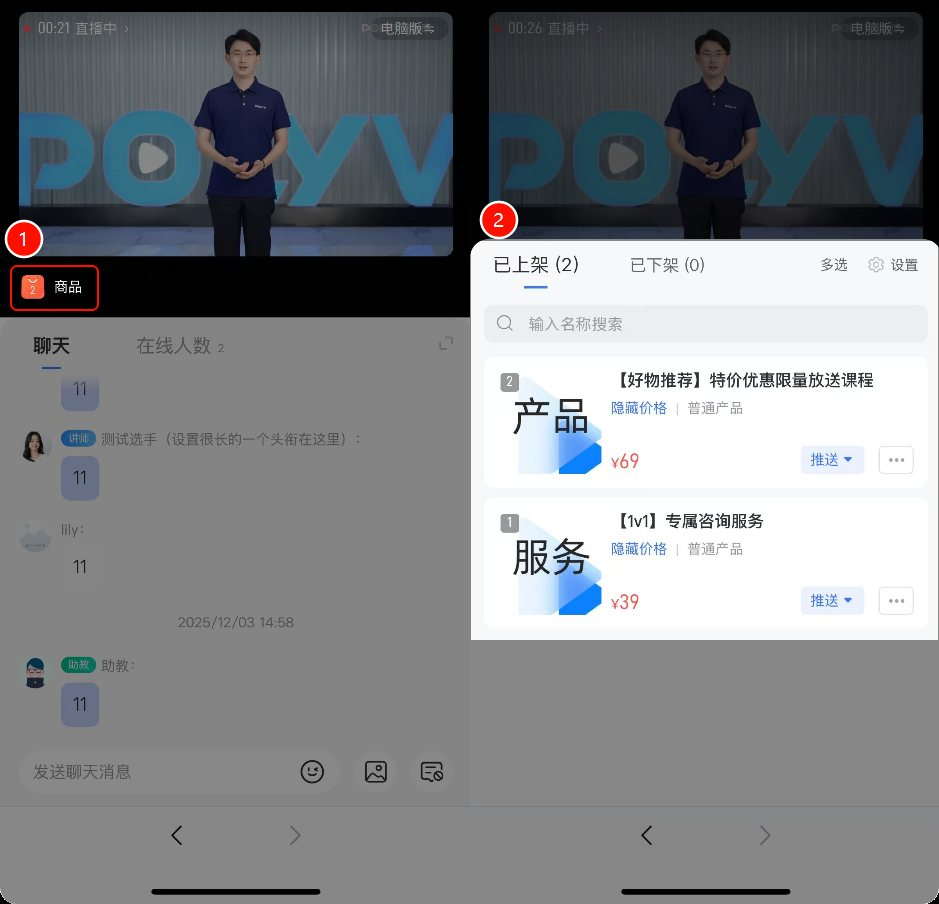 00:21 直播中
电脑版
POLYV
1
2
商品
聊天
在线人数 2
11
讲师 测试选手（设置很长的一个头衔在这里）：
11
lily：
11
2025/12/03 14:58
助教 助教：
11
发送聊天消息
00:26 直播中
电脑版
POLYV
2
已上架 (2)
已下架 (0)
多选
设置
输入名称搜索
2
产品
【好物推荐】特价优惠限量放送课程
隐藏价格 | 普通产品
¥69
推送
1
服务
【1v1】专属咨询服务
隐藏价格 | 普通产品
¥39
推送